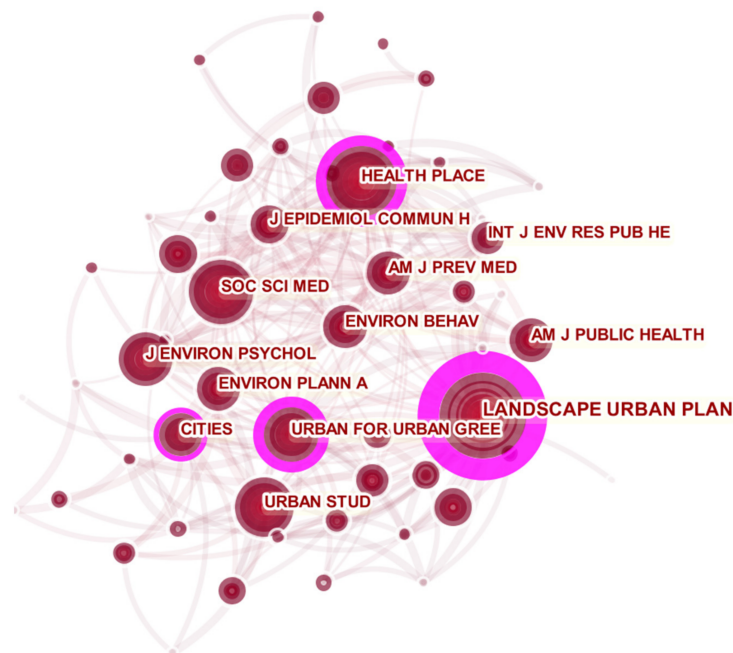 HEALTH PLACE
J EPIDEMIOL COMMUN H
INT J ENV RES PUB HE
AM J PREV MED
SOC SCI MED
ENVIRON BEHAV
AM J PUBLIC HEALTH
J ENVIRON PSYCHOL
ENVIRON PLANN A
LANDSCAPE URBAN PLAN
CITIES
URBAN FOR URBAN GREE
URBAN STUD